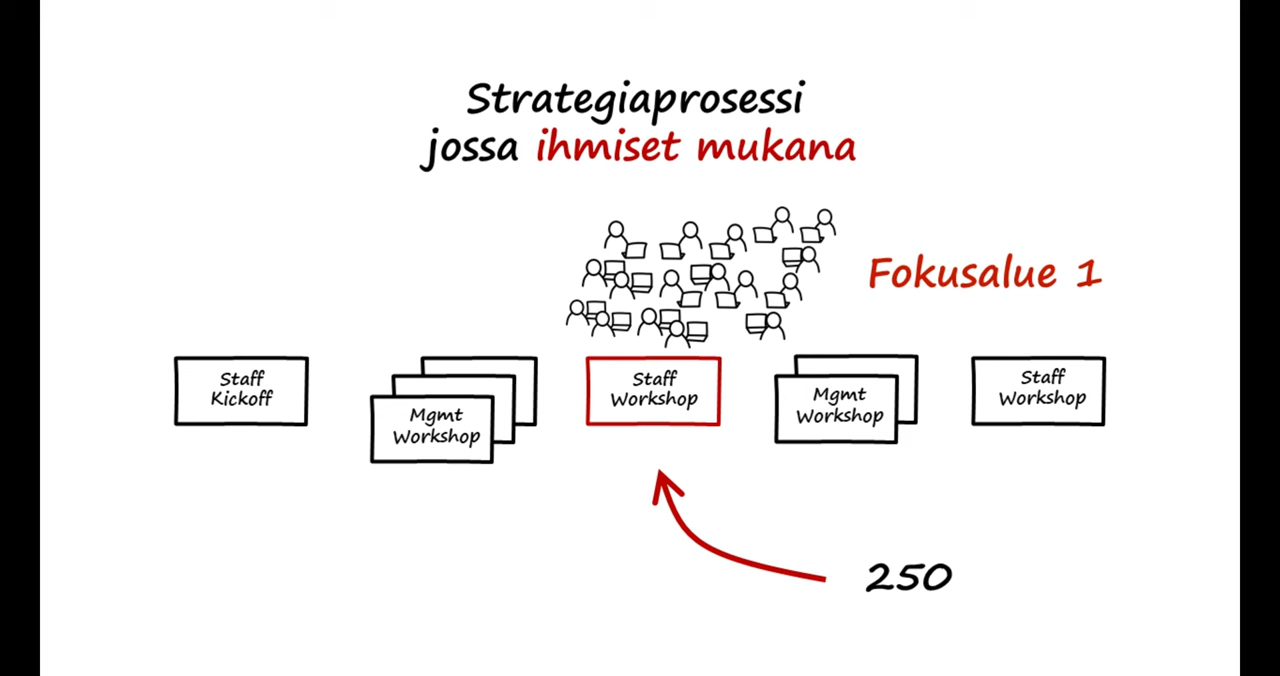 Strategiaprosessi
jossa ihmiset mukana
Fokusalue 1
Staff
Kickoff
Mgmt
Workshop
Staff
Workshop
Mgmt
Workshop
Staff
Workshop
250